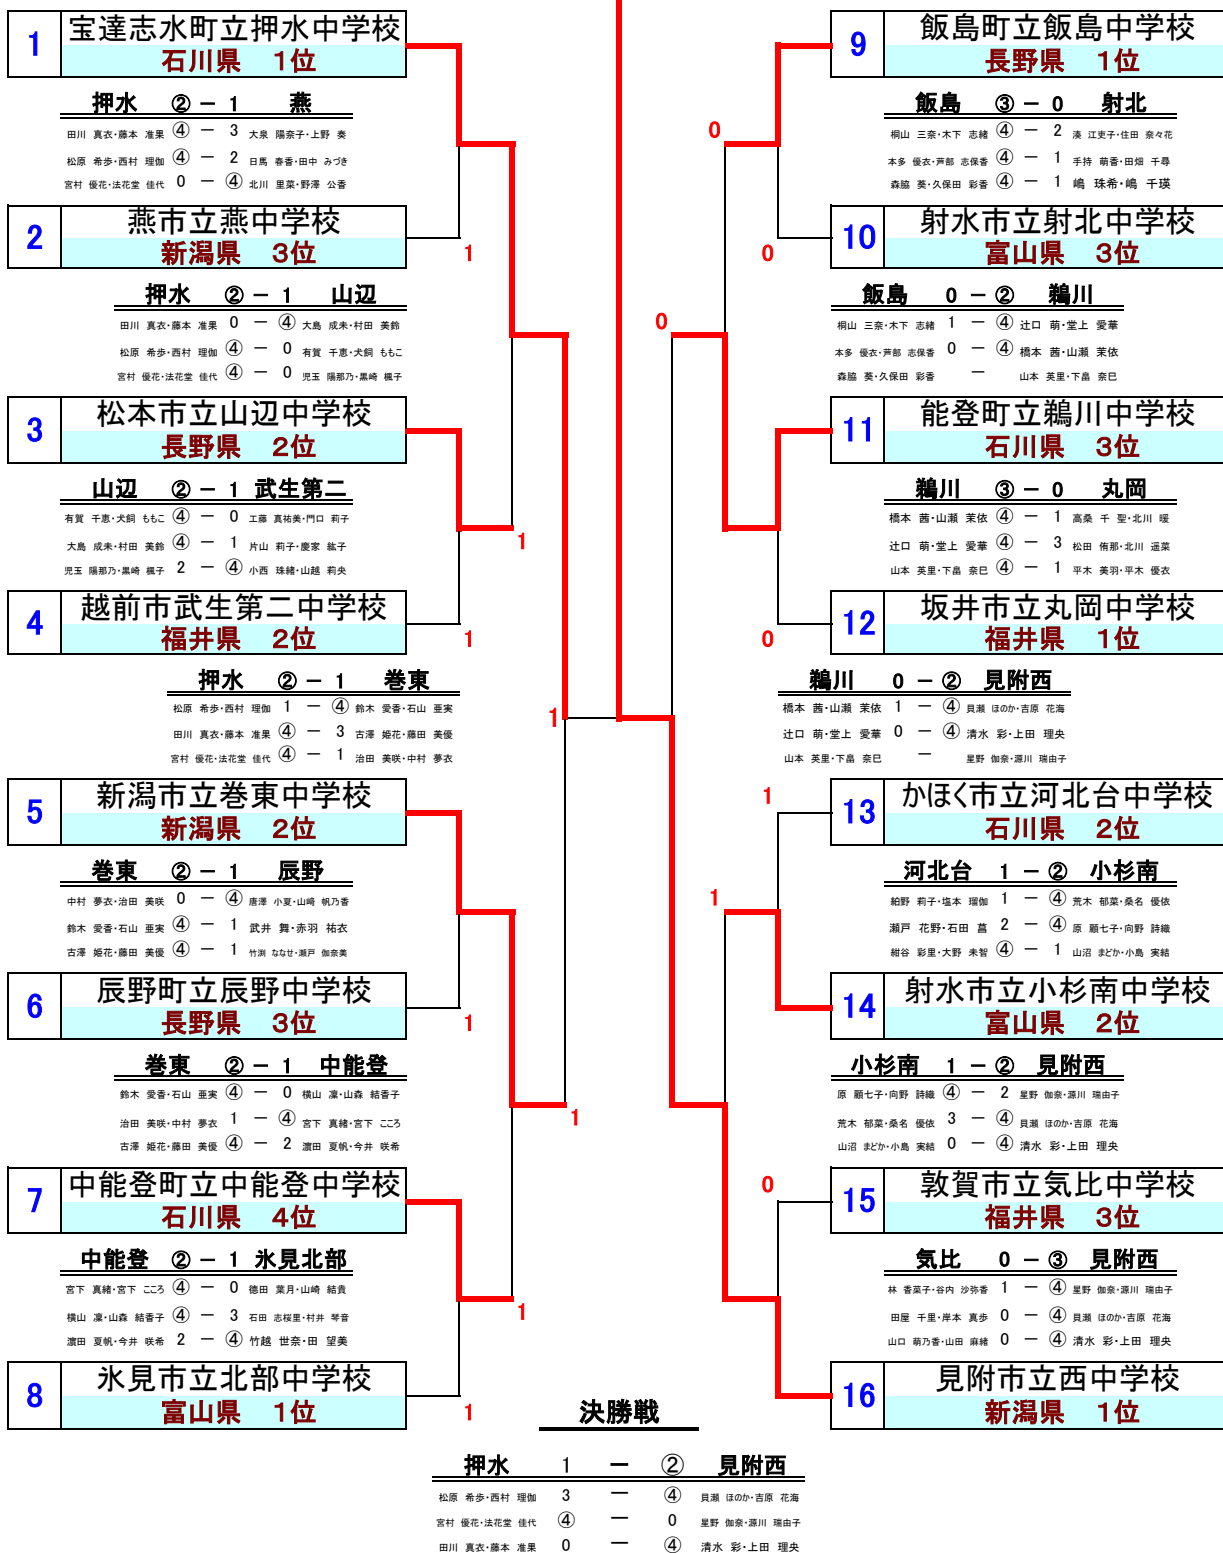 1 宝達志水町立押水中学校
石川県 1位
押水 ② － 1 燕
田川 真衣・藤本 准果 ④ － 3 大泉 陽奈子・上野 奏
松原 希歩・西村 理伽 ④ － 2 日馬 春香・田中 みづき
宮村 優花・法花堂 佳代 0 － ④ 北川 里菜・野澤 公香
2 燕市立燕中学校
新潟県 3位
1
押水 ② － 1 山辺
田川 真衣・藤本 准果 0 － ④ 大島 成未・村田 美鈴
松原 希歩・西村 理伽 ④ － 0 有賀 千恵・犬飼 ももこ
宮村 優花・法花堂 佳代 ④ － 0 児玉 陽那乃・黒崎 楓子
3 松本市立山辺中学校
長野県 2位
山辺 ② － 1 武生第二
有賀 千恵・犬飼 ももこ ④ － 0 工藤 真祐美・門口 莉子
大島 成未・村田 美鈴 ④ － 1 片山 莉子・慶家 紘子
児玉 陽那乃・黒崎 楓子 2 － ④ 小西 珠緒・山越 莉央
1
4 越前市武生第二中学校
福井県 2位
1
押水 ② － 1 巻東
松原 希歩・西村 理伽 1 － ④ 鈴木 愛香・石山 亜実
田川 真衣・藤本 准果 ④ － 3 古澤 姫花・藤田 美優
宮村 優花・法花堂 佳代 ④ － 1 治田 美咲・中村 夢衣
1
5 新潟市立巻東中学校
新潟県 2位
巻東 ② － 1 辰野
中村 夢衣・治田 美咲 0 － ④ 唐澤 小夏・山崎 帆乃香
鈴木 愛香・石山 亜実 ④ － 1 武井 舞・赤羽 祐衣
古澤 姫花・藤田 美優 ④ － 1 竹渕 ななせ・瀬戸 伽奈美
6 辰野町立辰野中学校
長野県 3位
1
巻東 ② － 1 中能登
鈴木 愛香・石山 亜実 ④ － 0 横山 凜・山森 結香子
治田 美咲・中村 夢衣 1 － ④ 宮下 真緒・宮下 こころ
古澤 姫花・藤田 美優 ④ － 2 濵田 夏帆・今井 咲希
1
7 中能登町立中能登中学校
石川県 4位
中能登 ② － 1 氷見北部
宮下 真緒・宮下 こころ ④ － 0 德田 葉月・山崎 結貴
横山 凜・山森 結香子 ④ － 3 石田 志桜里・村井 琴音
濵田 夏帆・今井 咲希 2 － ④ 竹越 世奈・田 望美
1
8 氷見市立北部中学校
富山県 1位
1
9 飯島町立飯島中学校
長野県 1位
飯島 ③ － 0 射北
桐山 三奈・木下 志緒 ④ － 2 湊 江吏子・住田 奈々花
本多 優衣・芦部 志保香 ④ － 1 手持 萌香・田畑 千尋
森脇 葵・久保田 彩香 ④ － 1 嶋 珠希・嶋 千瑛
0
10 射水市立射北中学校
富山県 3位
0
飯島 0 － ② 鵜川
桐山 三奈・木下 志緒 1 － ④ 辻口 萌・堂上 愛華
本多 優衣・芦部 志保香 0 － ④ 橋本 茜・山瀬 茉依
森脇 葵・久保田 彩香 － 山本 英里・下畠 奈巳
0
11 能登町立鵜川中学校
石川県 3位
鵜川 ③ － 0 丸岡
橋本 茜・山瀬 茉依 ④ － 1 高桑 千 聖・北川 暖
辻口 萌・堂上 愛華 ④ － 3 松田 侑那・北川 遥菜
山本 英里・下畠 奈巳 ④ － 1 平木 美羽・平木 優衣
12 坂井市立丸岡中学校
福井県 1位
0
鵜川 0 － ② 見附西
橋本 茜・山瀬 茉依 1 － ④ 貝瀬 ほのか・吉原 花海
辻口 萌・堂上 愛華 0 － ④ 清水 彩・上田 理央
山本 英里・下畠 奈巳 － 星野 伽奈・源川 瑞由子
1
13 かほく市立河北台中学校
石川県 2位
河北台 1 － ② 小杉南
紺野 莉子・塩本 瑠伽 1 － ④ 荒木 郁菜・桑名 優依
瀬戸 花野・石田 菖 2 － ④ 原 願七子・向野 詩織
紺谷 彩里・大野 未智 ④ － 1 山沼 まどか・小島 実結
1
14 射水市立小杉南中学校
富山県 2位
小杉南 1 － ② 見附西
原 願七子・向野 詩織 ④ － 2 星野 伽奈・源川 瑞由子
荒木 郁菜・桑名 優依 3 － ④ 貝瀬 ほのか・吉原 花海
山沼 まどか・小島 実結 0 － ④ 清水 彩・上田 理央
0
15 敦賀市立気比中学校
福井県 3位
気比 0 － ③ 見附西
林 香菜子・谷内 沙弥香 1 － ④ 星野 伽奈・源川 瑞由子
田屋 千里・岸本 真歩 0 － ④ 貝瀬 ほのか・吉原 花海
山口 萌乃香・山田 麻緒 0 － ④ 清水 彩・上田 理央
16 見附市立西中学校
新潟県 1位
決勝戦
押水 1 － ② 見附西
松原 希歩・西村 理伽 3 － ④ 貝瀬 ほのか・吉原 花海
宮村 優花・法花堂 佳代 ④ － 0 星野 伽奈・源川 瑞由子
田川 真衣・藤本 准果 0 － ④ 清水 彩・上田 理央